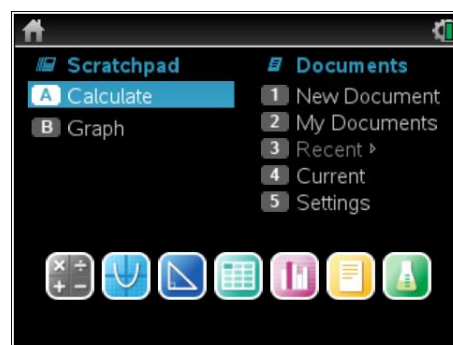 Scratchpad
A Calculate
B Graph
Documents
1 New Document
2 My Documents
3 Recent ▸
4 Current
5 Settings
× ÷
+ −